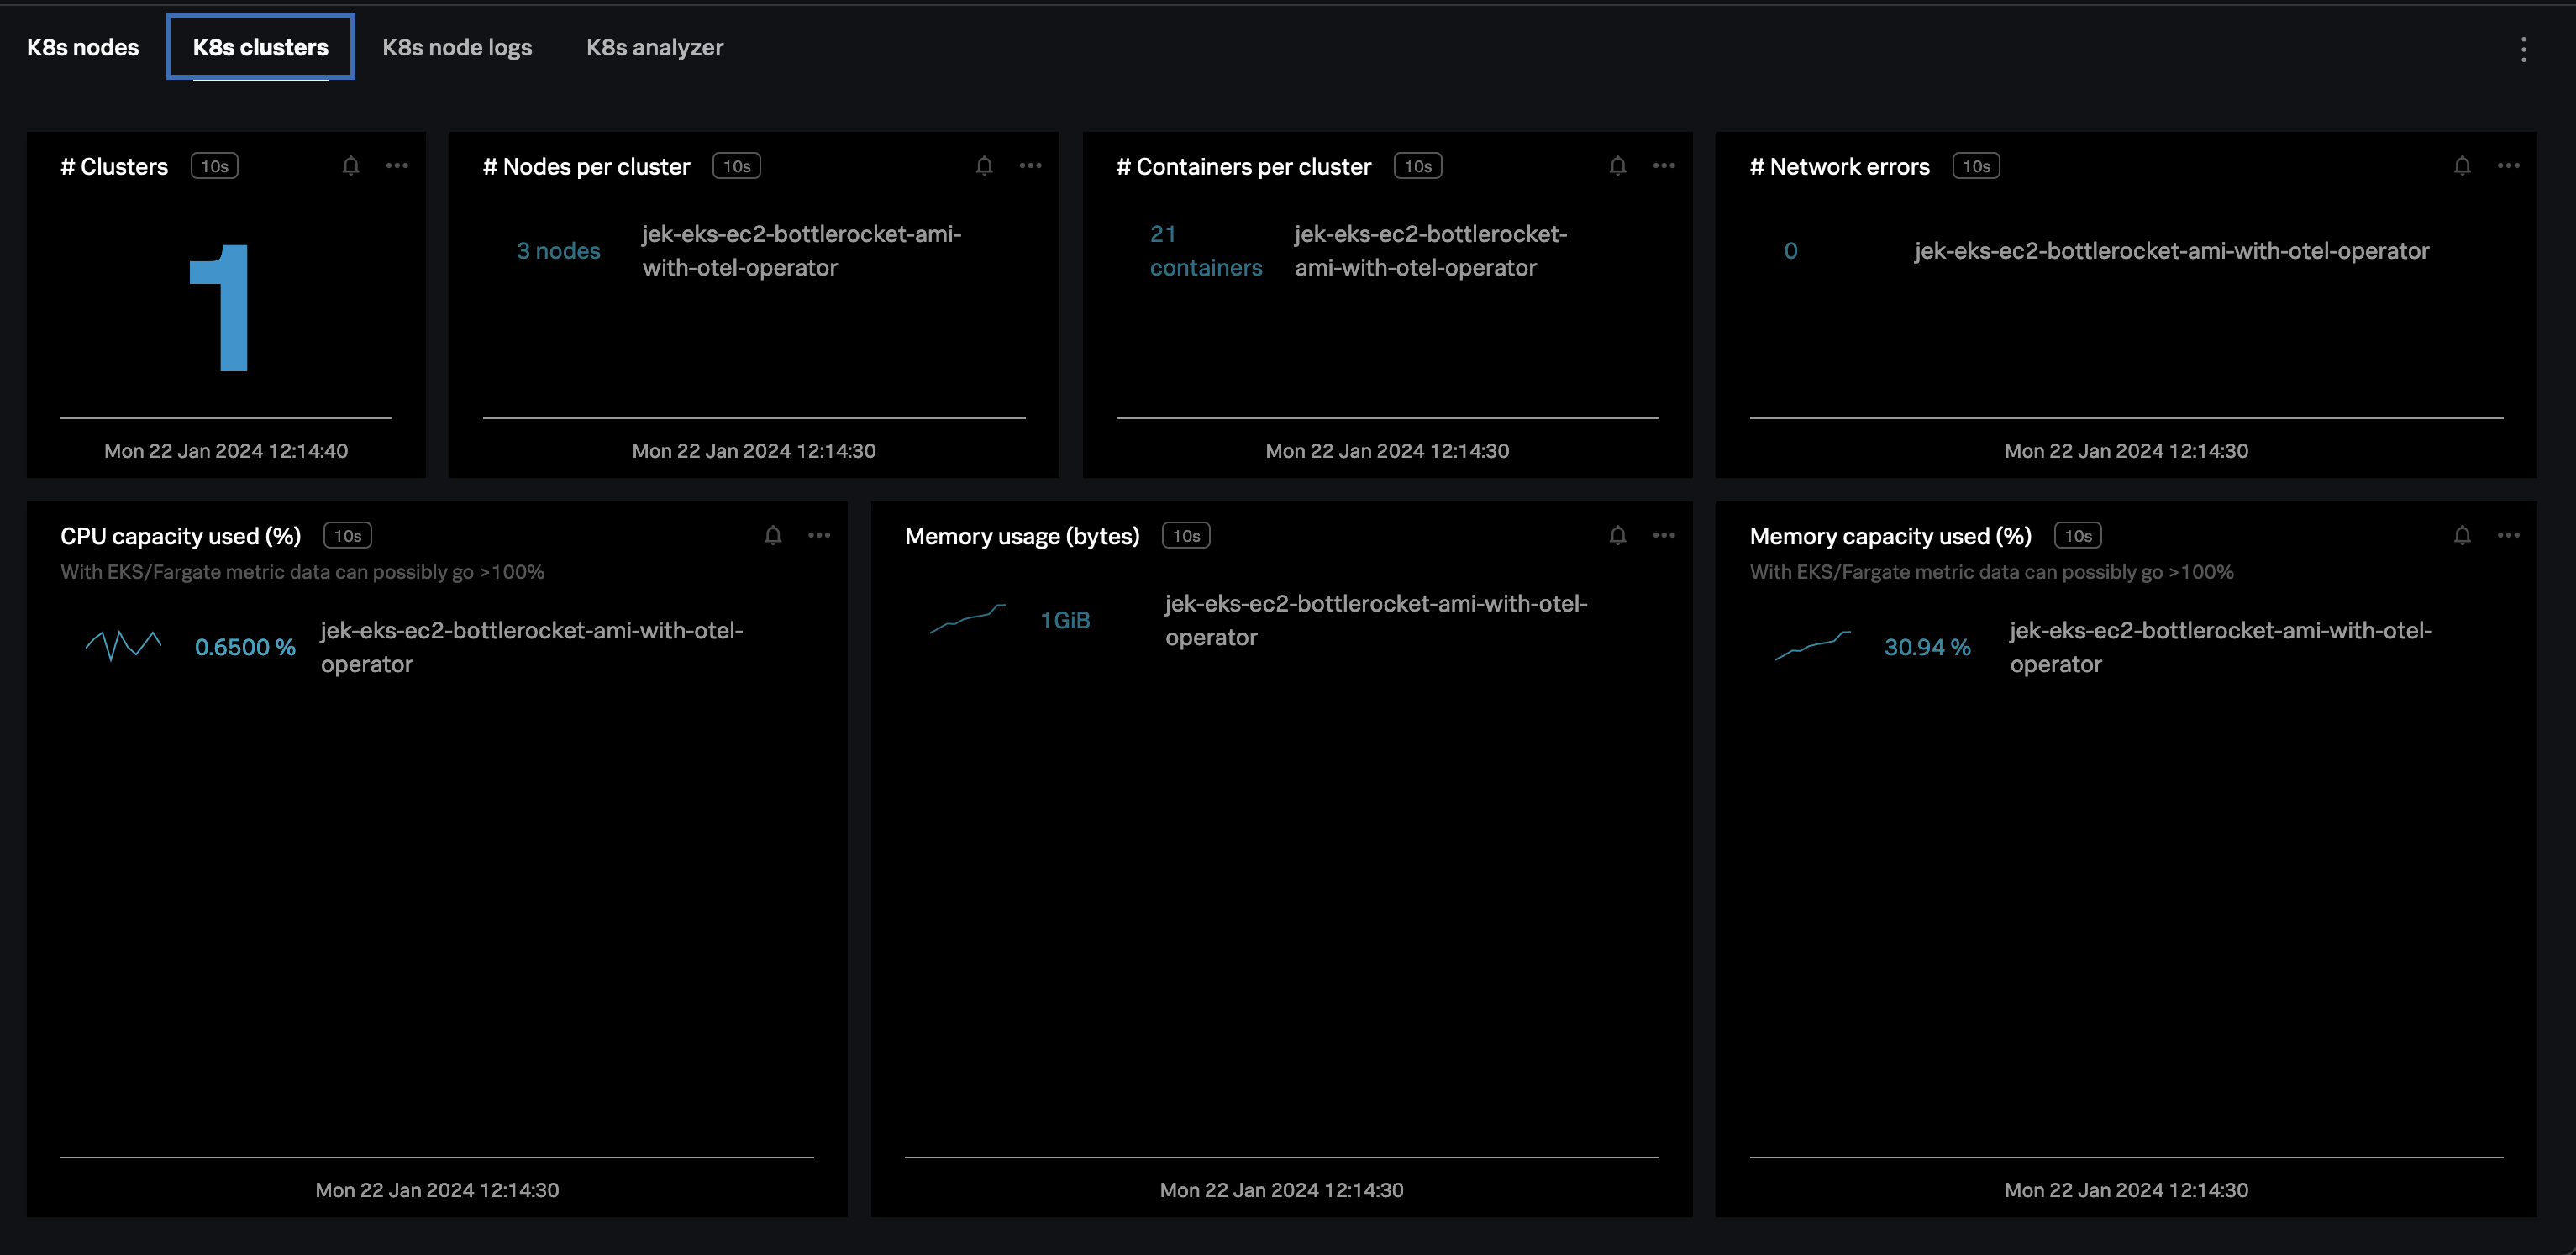 K8s nodes
K8s clusters
K8s node logs
K8s analyzer
# Clusters 10s
1
Mon 22 Jan 2024 12:14:40
# Nodes per cluster 10s
3 nodes
jek-eks-ec2-bottlerocket-ami-
with-otel-operator
Mon 22 Jan 2024 12:14:30
# Containers per cluster 10s
21
containers
jek-eks-ec2-bottlerocket-
ami-with-otel-operator
Mon 22 Jan 2024 12:14:30
# Network errors 10s
0
jek-eks-ec2-bottlerocket-ami-with-otel-operator
Mon 22 Jan 2024 12:14:30
CPU capacity used (%) 10s
With EKS/Fargate metric data can possibly go >100%
0.6500 %
jek-eks-ec2-bottlerocket-ami-with-otel-
operator
Mon 22 Jan 2024 12:14:30
Memory usage (bytes) 10s
1 GiB
jek-eks-ec2-bottlerocket-ami-with-otel-
operator
Mon 22 Jan 2024 12:14:30
Memory capacity used (%) 10s
With EKS/Fargate metric data can possibly go >100%
30.94 %
jek-eks-ec2-bottlerocket-ami-with-otel-
operator
Mon 22 Jan 2024 12:14:30